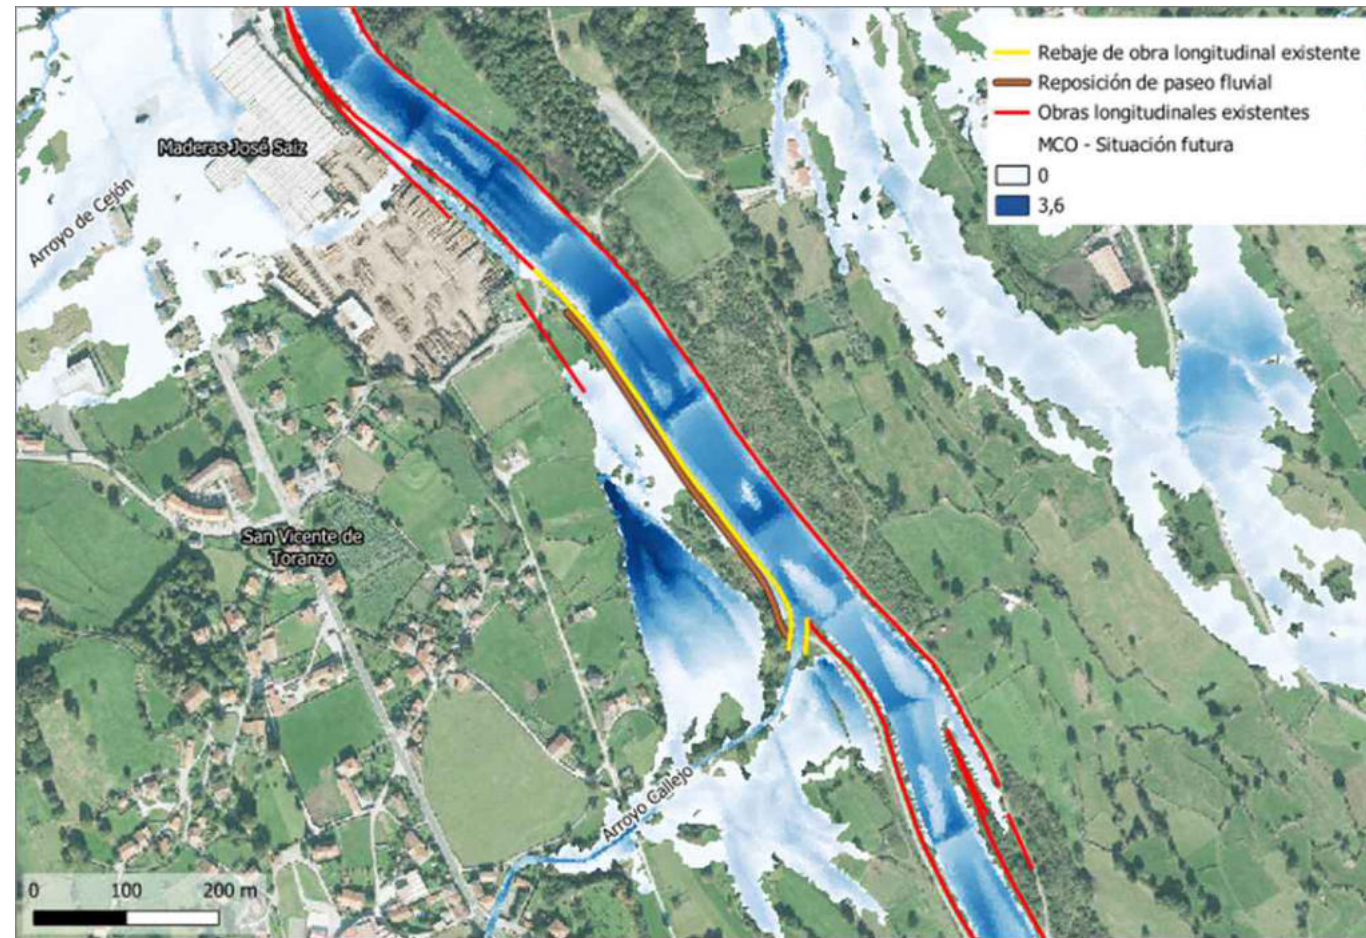 Rebaje de obra longitudinal existente
Reposición de paseo fluvial
Obras longitudinales existentes
MCO - Situación futura
0
3,6
Maderas José Saiz
Arroyo de Cejón
San Vicente de
Toranzo
Arroyo Callejo
0 100 200 m